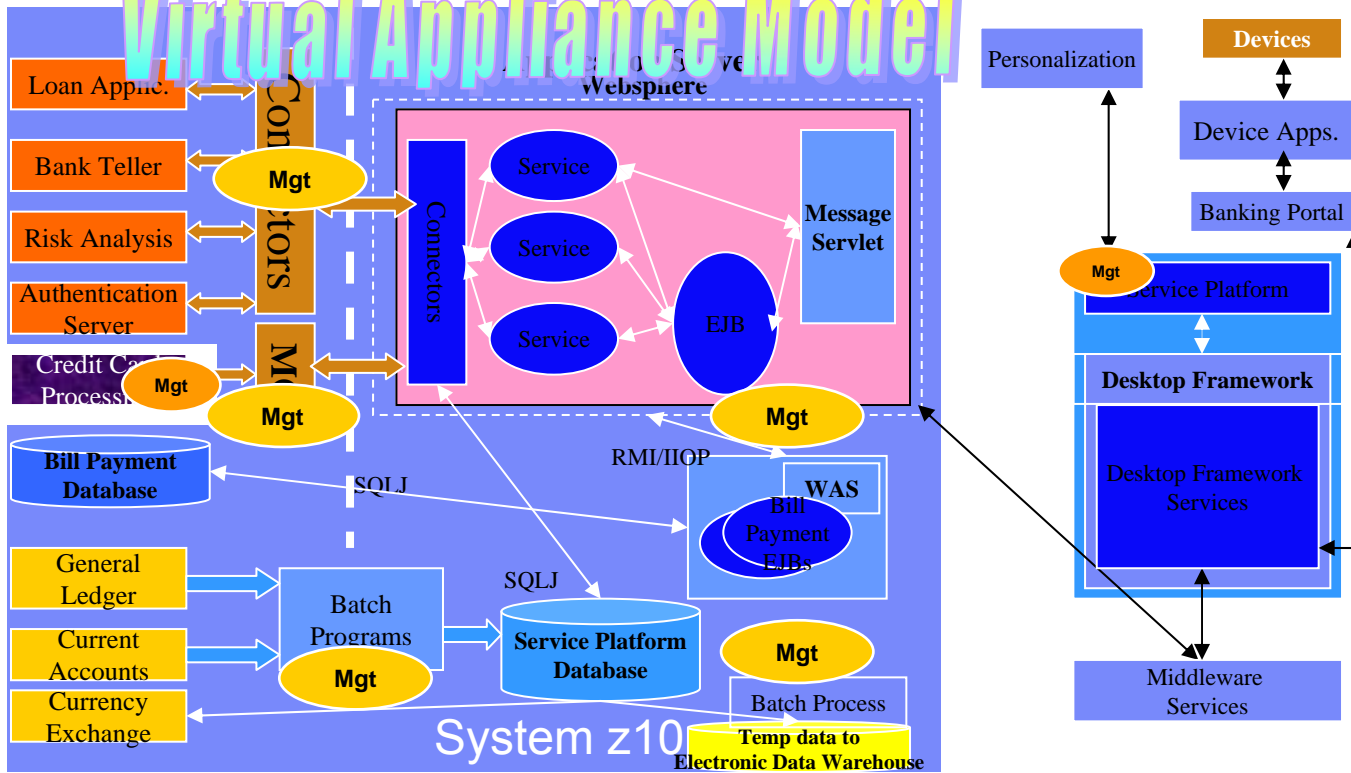 Virtual Appliance Model
Websphere
Loan Applic.
Bank Teller
Risk Analysis
Authentication
Server
Mgt
Mgt
Mgt
Connectors
Service
Service
Service
EJB
Message
Servlet
Mgt
Bill Payment
Database
SQLJ
RMI/IIOP
WAS
Bill
Payment
EJBs
General
Ledger
Current
Accounts
Currency
Exchange
Batch
Programs
Mgt
SQLJ
Service Platform
Database
Mgt
Batch Process
Temp data to
Electronic Data Warehouse
System z10
Personalization
Devices
Device Apps.
Banking Portal
Mgt
Service Platform
Desktop Framework
Desktop Framework
Services
Middleware
Services